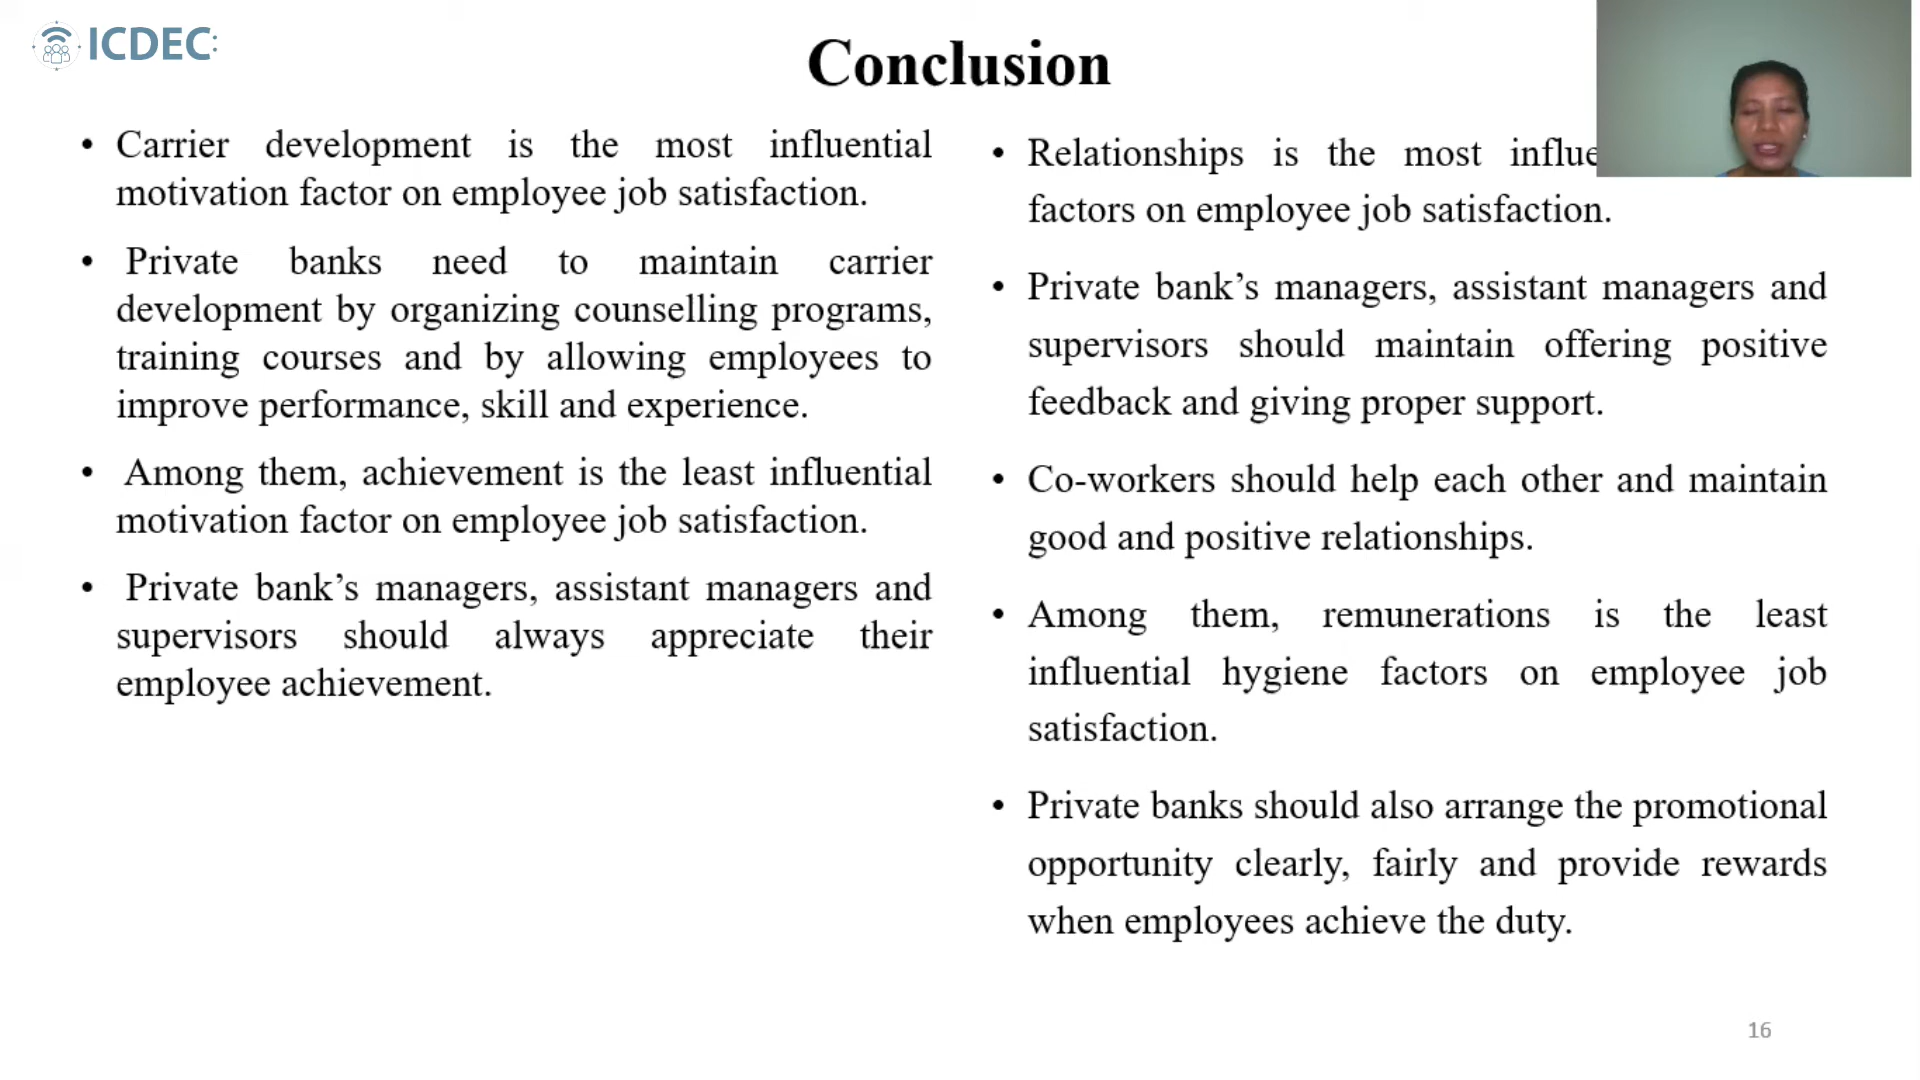 ICDEC:
Conclusion
• Carrier development is the most influential
motivation factor on employee job satisfaction.
• Private banks need to maintain carrier
development by organizing counselling programs,
training courses and by allowing employees to
improve performance, skill and experience.
• Among them, achievement is the least influential
motivation factor on employee job satisfaction.
• Private bank’s managers, assistant managers and
supervisors should always appreciate their
employee achievement.
• Relationships is the most
factors on employee job satisfaction.
• Private bank’s managers, assistant managers and
supervisors should maintain offering positive
feedback and giving proper support.
• Co-workers should help each other and maintain
good and positive relationships.
• Among them, remunerations is the least
influential hygiene factors on employee job
satisfaction.
• Private banks should also arrange the promotional
opportunity clearly, fairly and provide rewards
when employees achieve the duty.
16